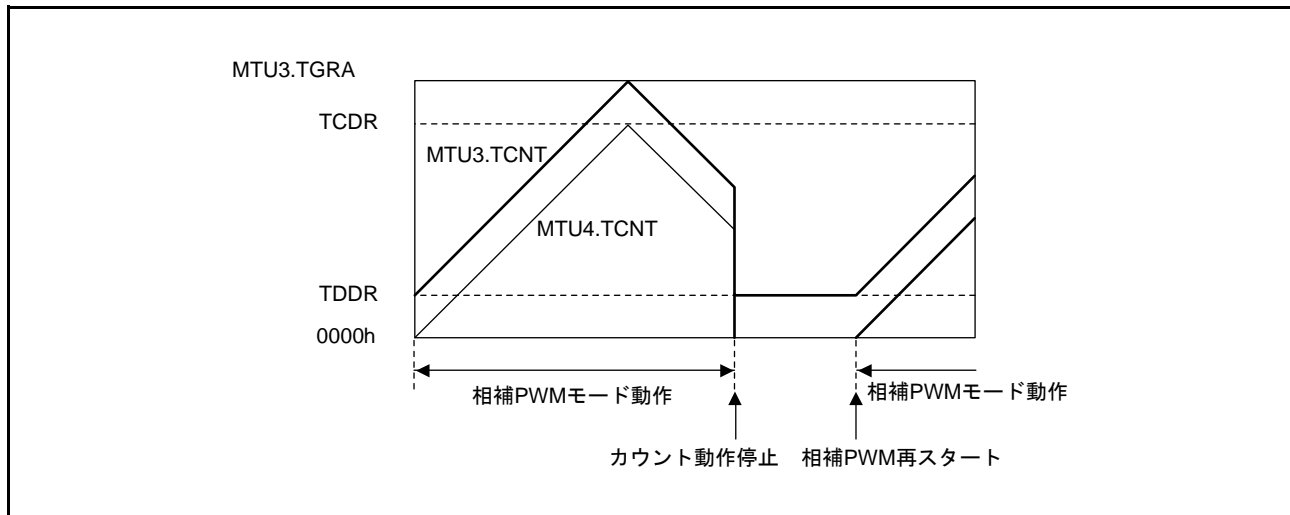 MTU3.TGRA
TCDR
MTU3.TCNT
MTU4.TCNT
TDDR
0000h
相補PWMモード動作
相補PWMモード動作
カウント動作停止
相補PWM再スタート